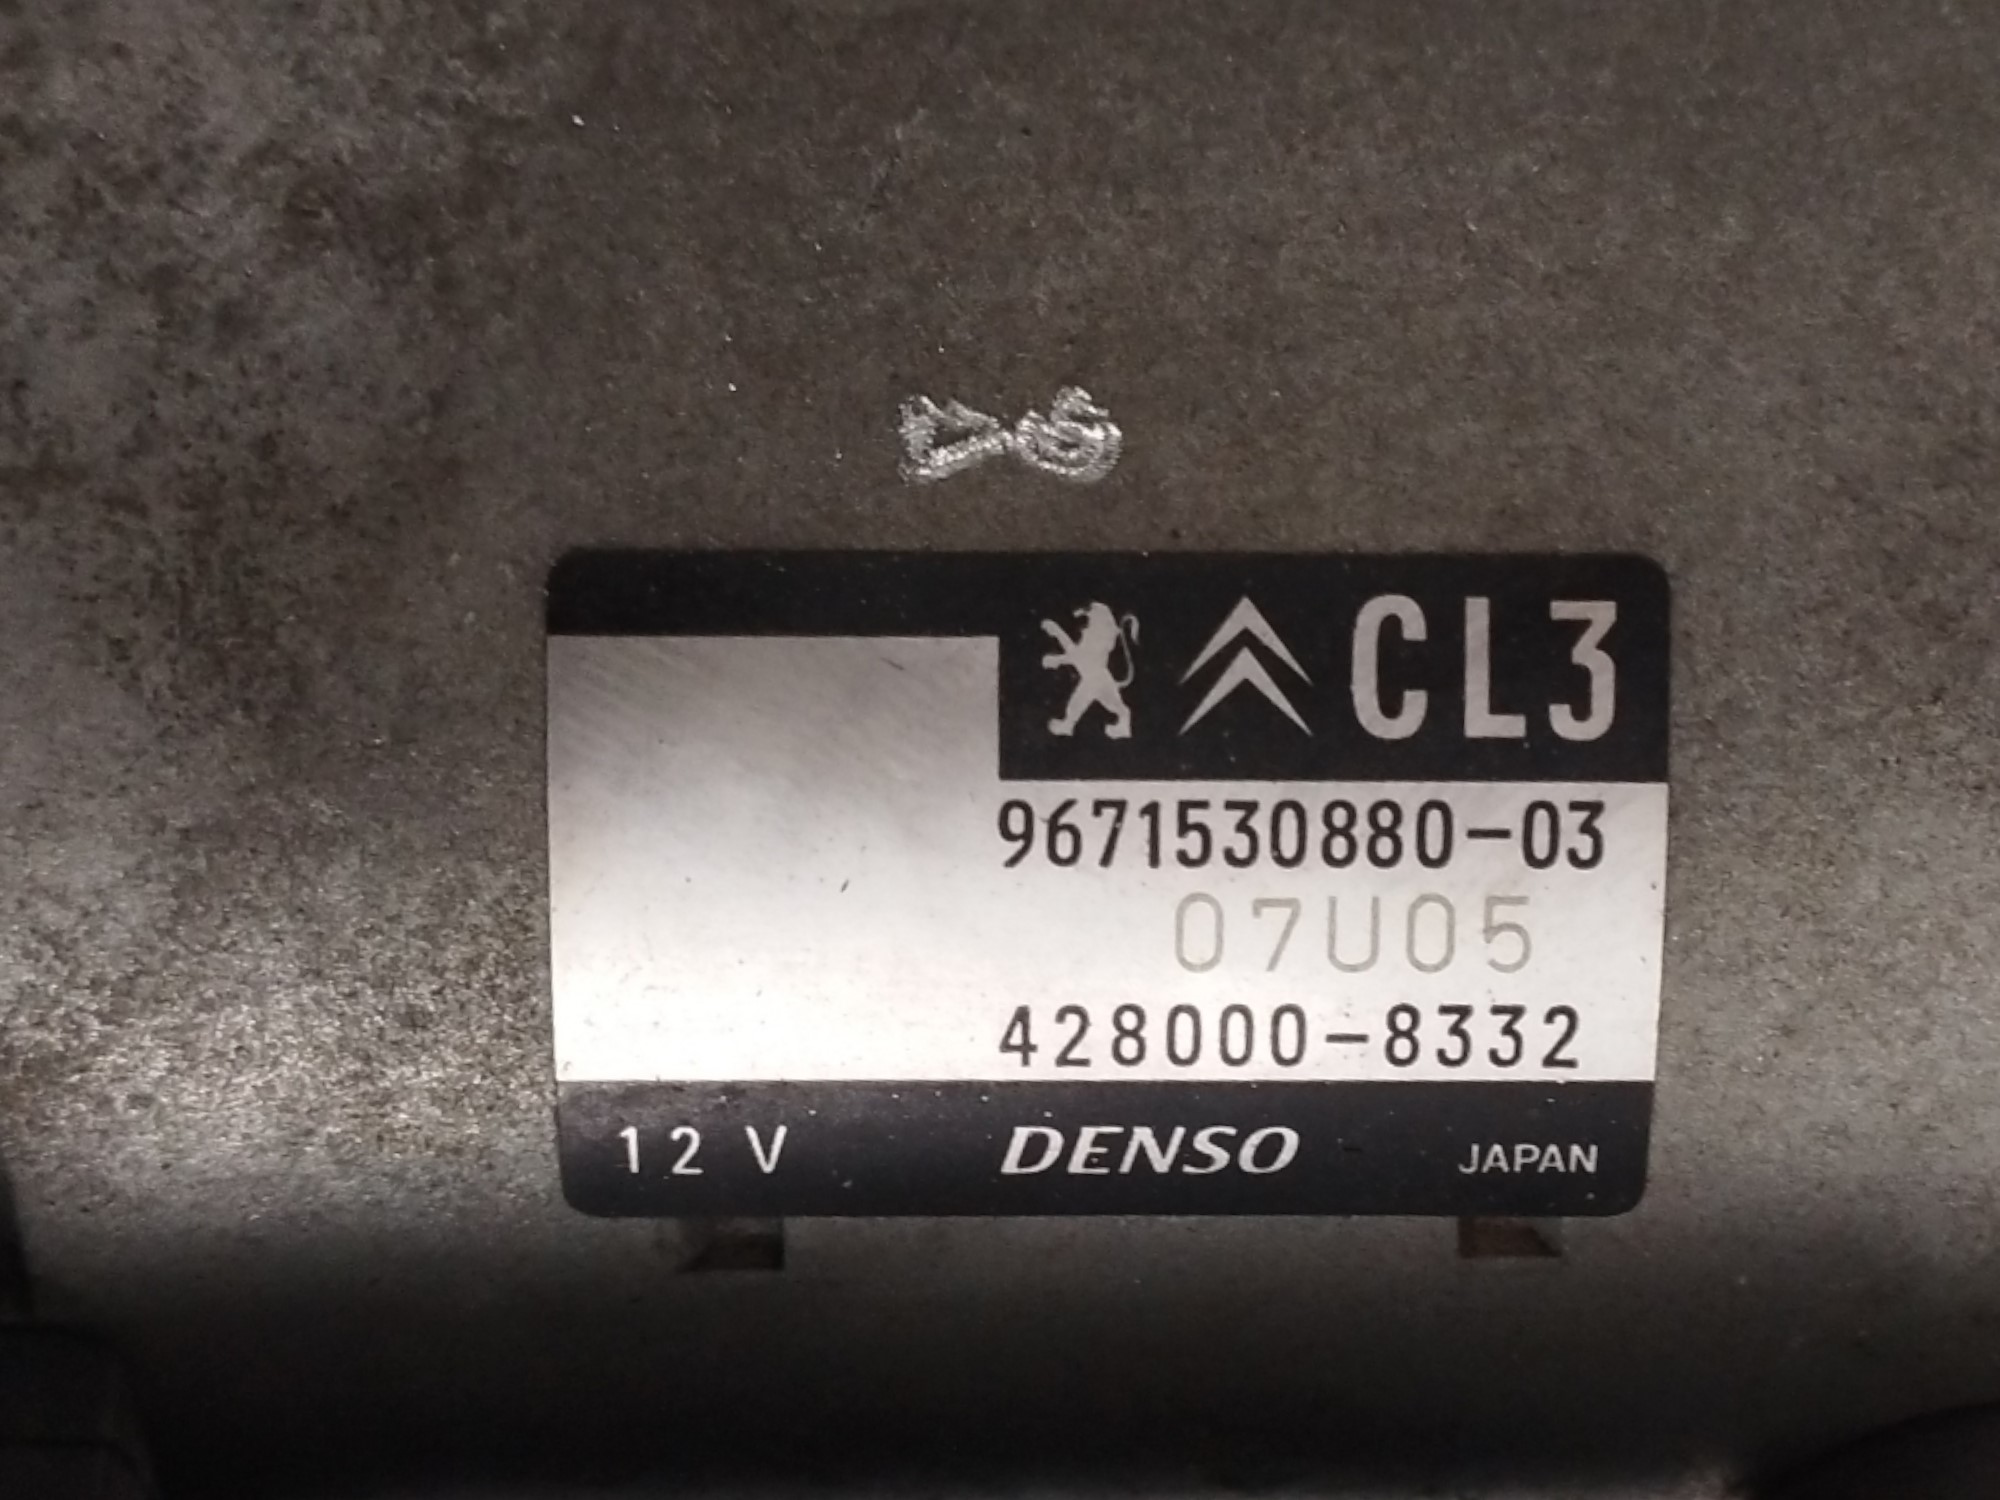 CL3
9671530880-03
07U05
428000-8332
12 V DENSO JAPAN